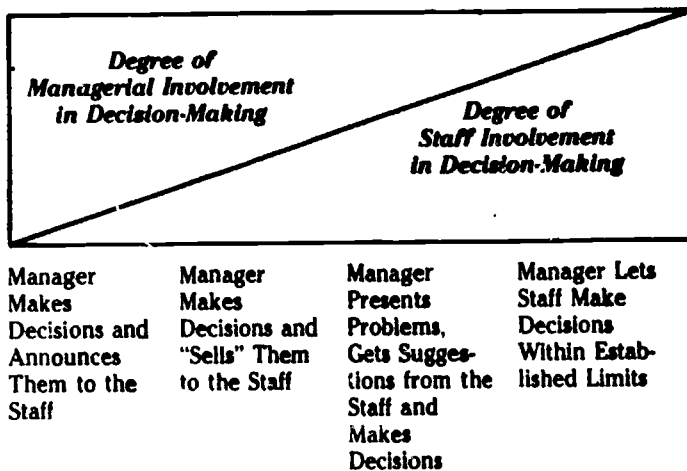 Degree of
Managerial Involvement
in Decision-Making
Degree of
Staff Involvement
in Decision-Making
Manager
Makes
Decisions and
Announces
Them to the
Staff
Manager
Makes
Decisions and
"Sells" Them
to the Staff
Manager
Presents
Problems,
Gets Sugges-
tions from the
Staff and
Makes
Decisions
Manager Lets
Staff Make
Decisions
Within Estab-
lished Limits